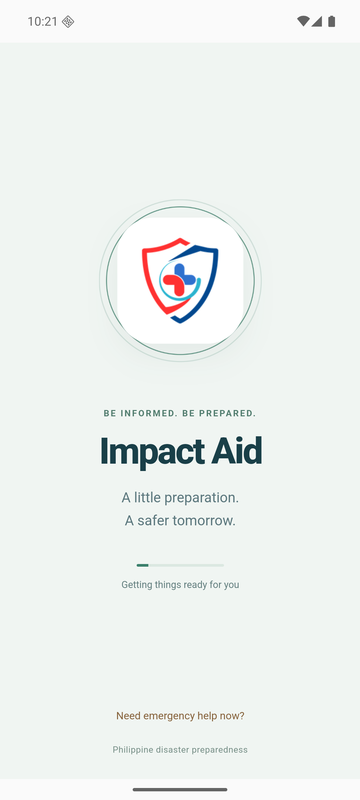 10:21
BE INFORMED. BE PREPARED.
Impact Aid
A little preparation.
A safer tomorrow.
Getting things ready for you
Need emergency help now?
Philippine disaster preparedness